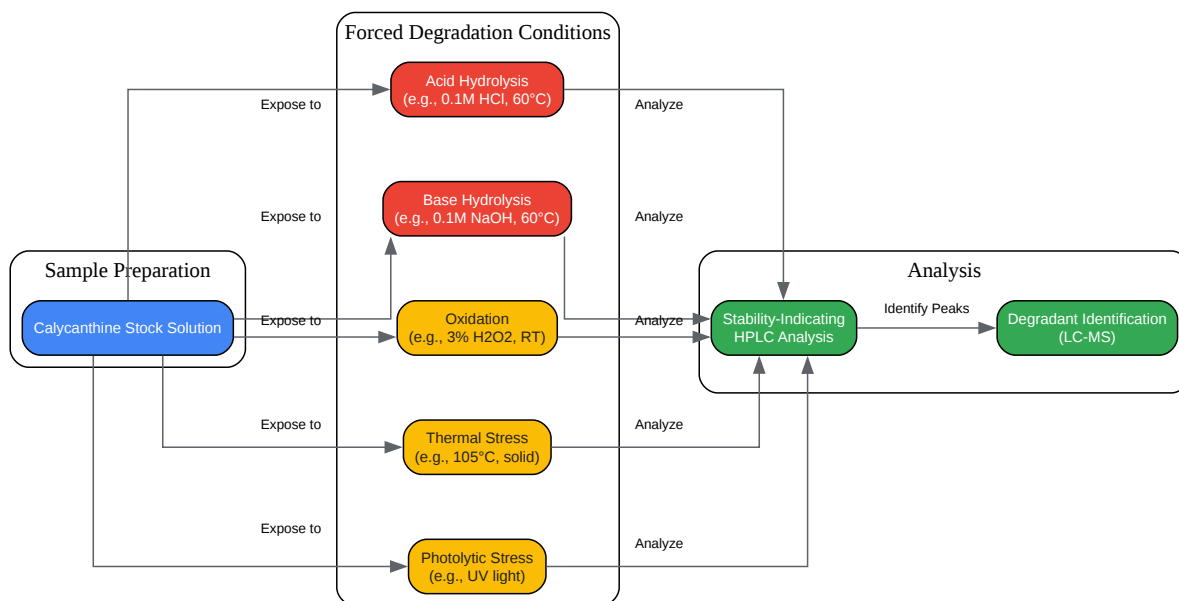 Forced Degradation Conditions
Acid Hydrolysis
(e.g., 0.1M HCl, 60°C)
Expose to
Analyze
Base Hydrolysis
(e.g., 0.1M NaOH, 60°C)
Expose to
Analyze
Sample Preparation
Analysis
Calycanthine Stock Solution
Expose to
Oxidation
(e.g., 3% H2O2, RT)
Analyze
Stability-Indicating
HPLC Analysis
Identify Peaks
Degradant Identification
(LC-MS)
Expose to
Thermal Stress
(e.g., 105°C, solid)
Analyze
Expose to
Photolytic Stress
(e.g., UV light)
Analyze